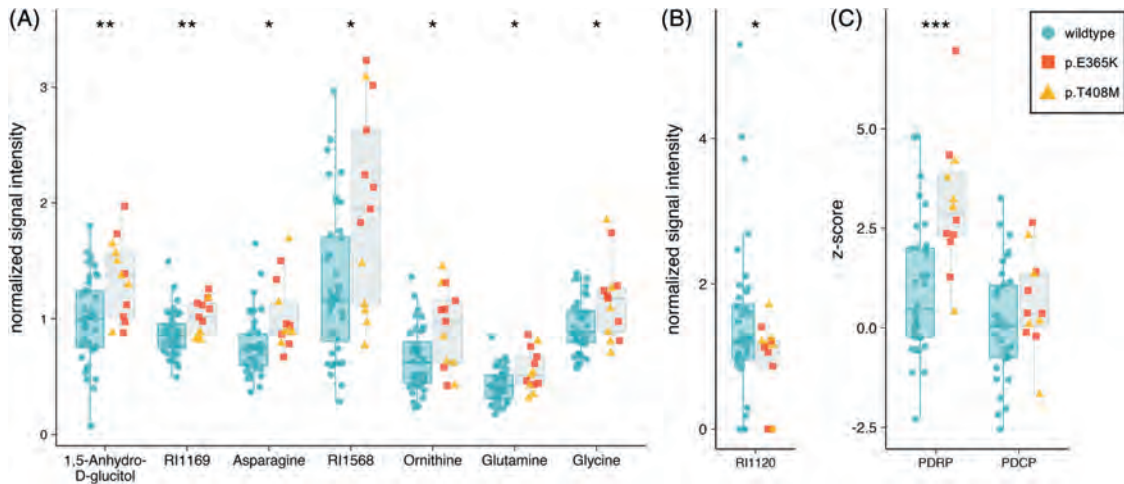 (A)
** ** * * * * *
normalized signal intensity
3
2
1
0
1,5-Anhydro-
D-glucitol
RI1169
Asparagine
RI1568
Ornithine
Glutamine
Glycine
(B)
*
normalized signal intensity
4
2
0
RI1120
(C)
***
z-score
5.0
2.5
0.0
-2.5
PDRP
PDCP
wildtype
p.E365K
p.T408M